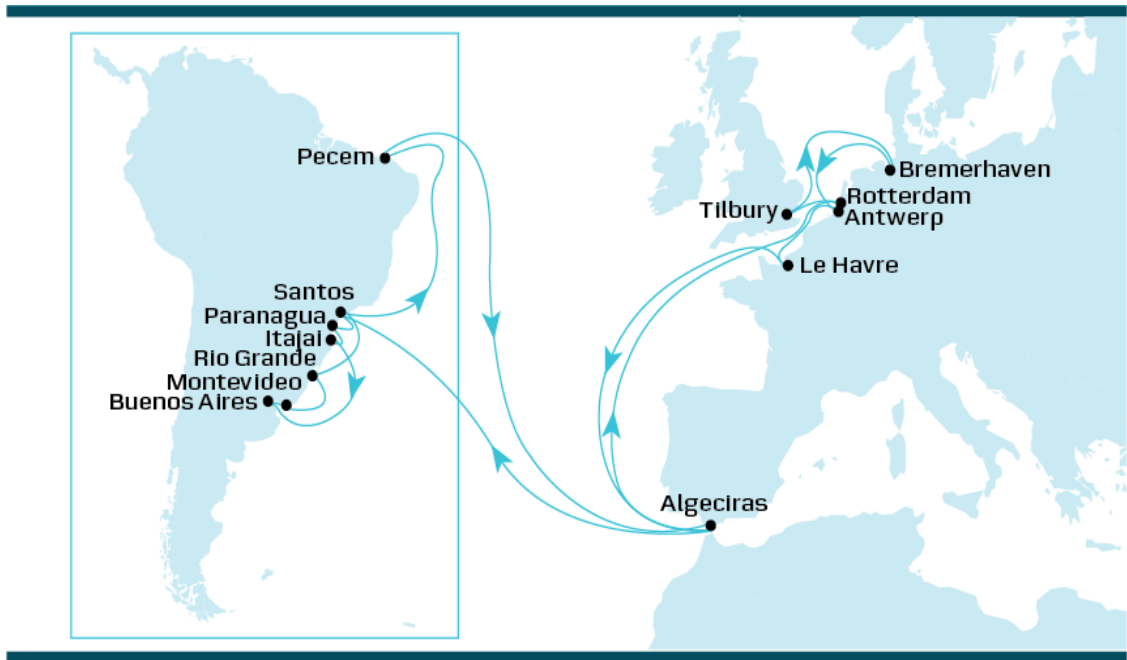 Pecem
Santos
Paranagua
Itajai
Rio Grande
Montevideo
Buenos Aires
Bremerhaven
Rotterdam
Tilbury
Antwerp
Le Havre
Algeciras